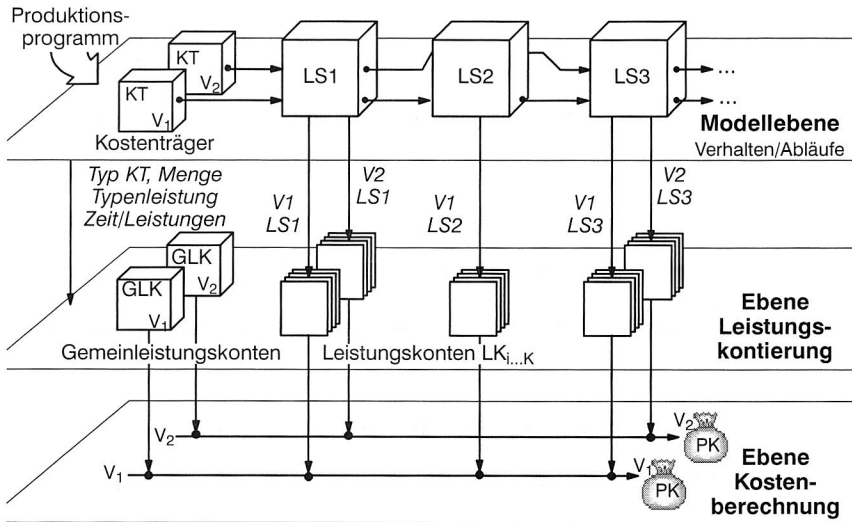 Produktions-
programm
KT
V2
KT
V1
Kostenträger
LS1
LS2
LS3
...
...
Modellebene
Verhalten/Abläufe
Typ KT, Menge
Typenleistung
Zeit/Leistungen
V1
LS1
V2
LS1
V1
LS2
V1
LS3
V2
LS3
GLK
V2
GLK
V1
Gemeinleistungskonten
Leistungskonten LKi...K
Ebene
Leistungs-
kontierung
V2
V2
PK
V1
V1
PK
Ebene
Kosten-
berechnung